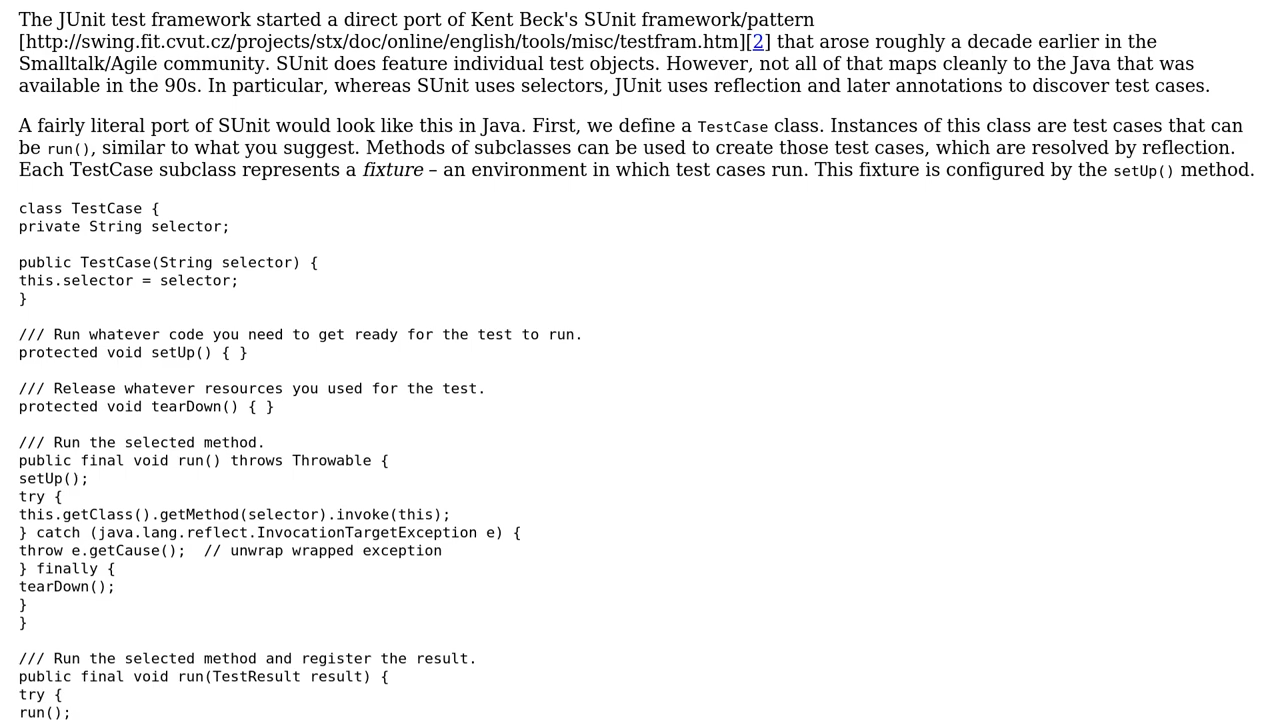 The JUnit test framework started a direct port of Kent Beck's SUnit framework/pattern
[http://swing.fit.cvut.cz/projects/stx/doc/online/english/tools/misc/testfram.htm][2] that arose roughly a decade earlier in the
Smalltalk/Agile community. SUnit does feature individual test objects. However, not all of that maps cleanly to the Java that was
available in the 90s. In particular, whereas SUnit uses selectors, JUnit uses reflection and later annotations to discover test cases.
A fairly literal port of SUnit would look like this in Java. First, we define a TestCase class. Instances of this class are test cases that can
be run(), similar to what you suggest. Methods of subclasses can be used to create those test cases, which are resolved by reflection.
Each TestCase subclass represents a fixture – an environment in which test cases run. This fixture is configured by the setUp() method.
class TestCase {
private String selector;
public TestCase(String selector) {
this.selector = selector;
}
/// Run whatever code you need to get ready for the test to run.
protected void setUp() { }
/// Release whatever resources you used for the test.
protected void tearDown() { }
/// Run the selected method.
public final void run() throws Throwable {
setUp();
try {
this.getClass().getMethod(selector).invoke(this);
} catch (java.lang.reflect.InvocationTargetException e) {
throw e.getCause();  // unwrap wrapped exception
} finally {
tearDown();
}
}
/// Run the selected method and register the result.
public final void run(TestResult result) {
try {
run();